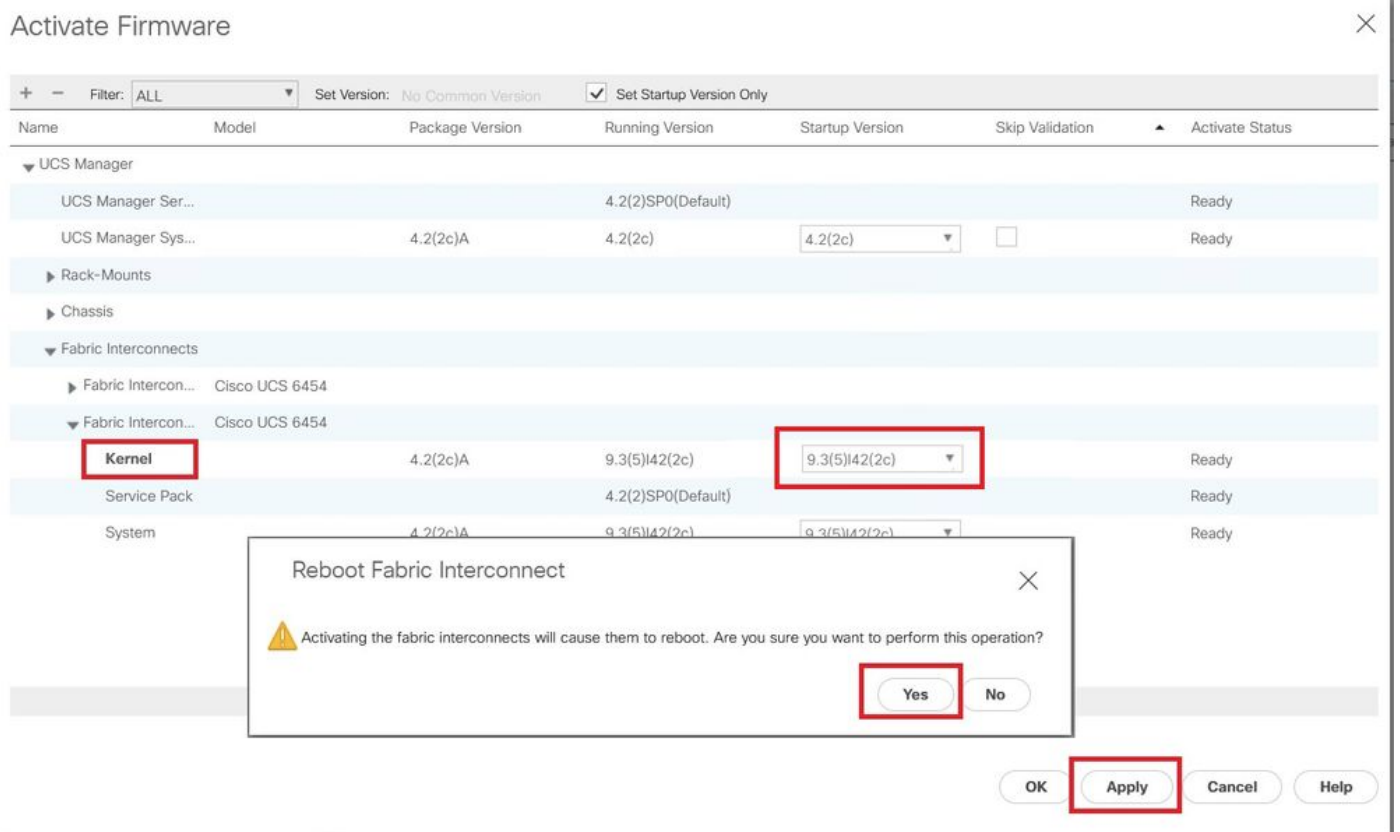 Activate Firmware
+ − Filter: ALL Set Version: No Common Version Set Startup Version Only
Name Model Package Version Running Version Startup Version Skip Validation Activate Status
UCS Manager
UCS Manager Ser... 4.2(2)SP0(Default) Ready
UCS Manager Sys... 4.2(2c)A 4.2(2c) 4.2(2c) Ready
Rack-Mounts
Chassis
Fabric Interconnects
Fabric Intercon... Cisco UCS 6454
Fabric Intercon... Cisco UCS 6454
Kernel 4.2(2c)A 9.3(5)I42(2c) 9.3(5)I42(2c) Ready
Service Pack 4.2(2)SP0(Default) Ready
System 4.2(2c)A 9.3(5)I42(2c) 9.3(5)I42(2c) Ready
Reboot Fabric Interconnect
Activating the fabric interconnects will cause them to reboot. Are you sure you want to perform this operation?
Yes No
OK Apply Cancel Help